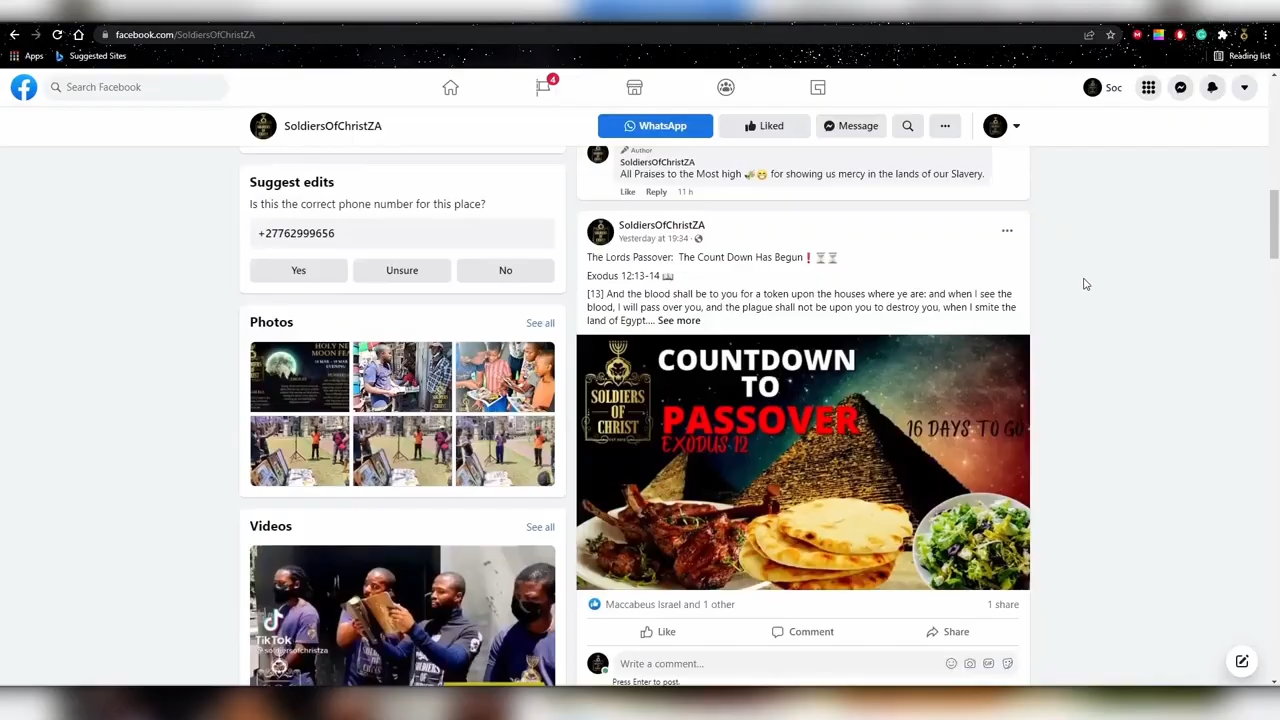 facebook.com/SoldiersOfChristZA
Apps
Suggested Sites
Reading list
Search Facebook
4
Soc
SoldiersOfChristZA
WhatsApp
Liked
Message
Author
SoldiersOfChristZA
All Praises to the Most high 🌿😁 for showing us mercy in the lands of our Slavery.
Like Reply 11 h
Suggest edits
Is this the correct phone number for this place?
+27762999656
Yes
Unsure
No
Photos
See all
HOLY NE
MOON FEA
Videos
See all
TikTok
@soldiersofchristza
SoldiersOfChristZA
Yesterday at 19:34 ·
The Lords Passover: The Count Down Has Begun❗⏳⏳
Exodus 12:13-14 📖
[13] And the blood shall be to you for a token upon the houses where ye are: and when I see the
blood, I will pass over you, and the plague shall not be upon you to destroy you, when I smite the
land of Egypt.... See more
SOLDIERS
OF
CHRIST
COUNTDOWN
TO
PASSOVER
EXODUS 12
16 DAYS TO GO
Maccabeus Israel and 1 other
1 share
Like
Comment
Share
Write a comment...
Press Enter to post.